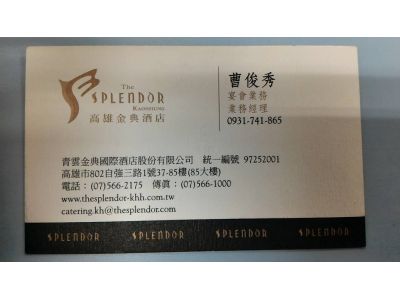 The
SPLENDOR
KAOHSIUNG
高雄金典酒店
曹俊秀
宴會業務
業務經理
0931-741-865
青雲金典國際酒店股份有限公司 統一編號 97252001
高雄市802自強三路1號37-85樓(85大樓)
電話：(07)566-2175 傳真：(07)566-1000
www.thesplendor-khh.com.tw
catering.kh@thesplendor.com
SPLENDOR SPLENDOR SPLENDOR SPLENDOR